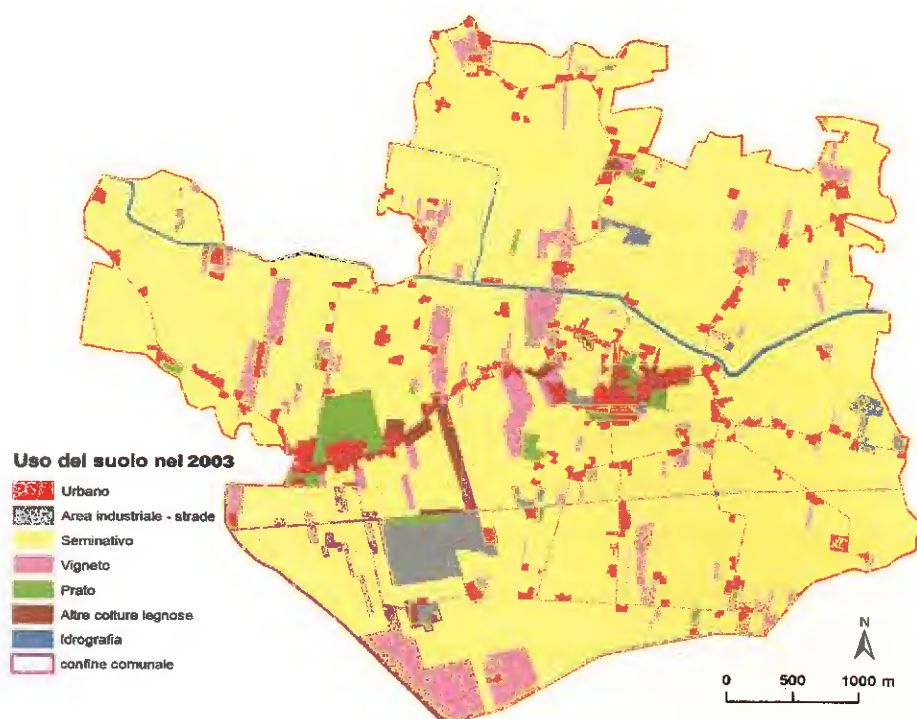 Uso del suolo nel 2003
Urbano
Area industriale - strade
Seminativo
Vigneto
Prato
Altre colture legnose
Idrografia
confine comunale
N
0 500 1000 m